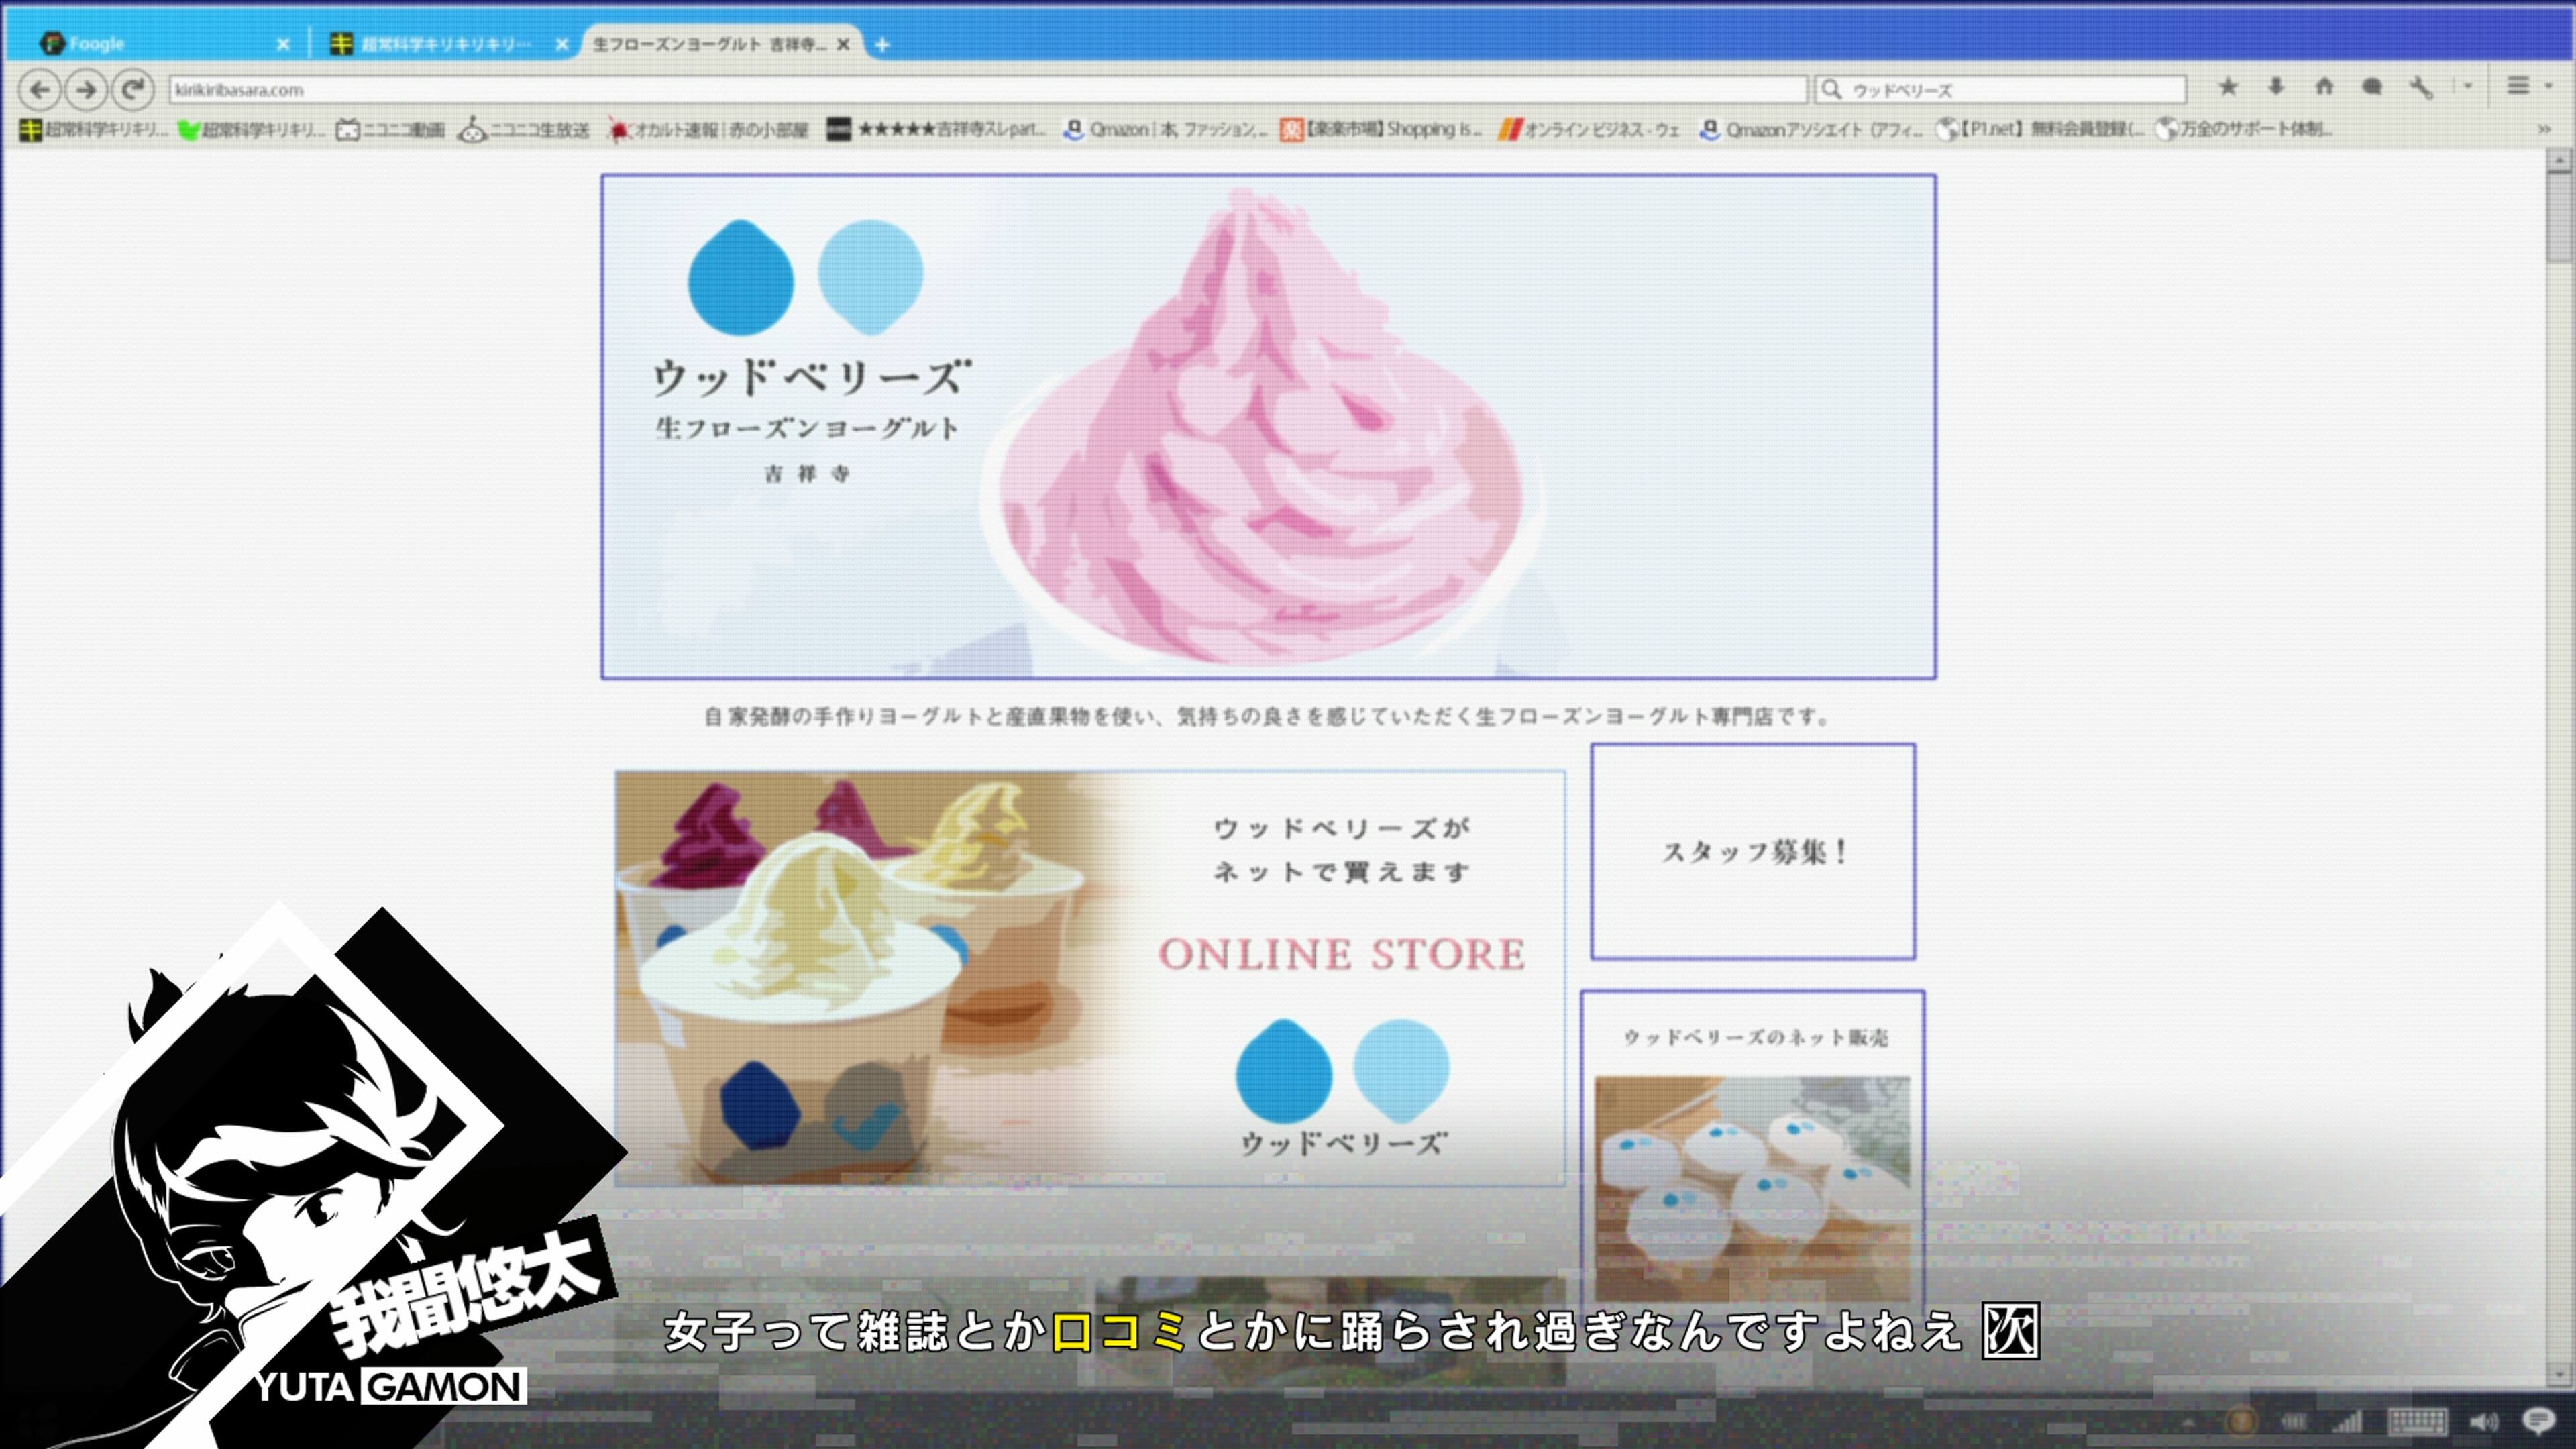 Foogle
超常科学キリキリキリ…
生フローズンヨーグルト 吉祥寺...
kirikiribasara.com
ウッドベリーズ
超常科学キリキリ...
超常科学キリキリ...
ニコニコ動画
ニコニコ生放送
オカルト速報｜赤の小部屋
★★★★★吉祥寺スレpart...
Qmazon｜本, ファッション,...
【楽楽市場】Shopping is ...
オンライン ビジネス - ウェ
Qmazonアソシエイト（アフィ...
【P1.net】無料会員登録(...
万全のサポート体制...
ウッドベリーズ
生フローズンヨーグルト
吉祥寺
自家発酵の手作りヨーグルトと産直果物を使い、気持ちの良さを感じていただく生フローズンヨーグルト専門店です。
ウッドベリーズが
ネットで買えます
ONLINE STORE
ウッドベリーズ
スタッフ募集！
ウッドベリーズのネット販売
我聞悠太
YUTA GAMON
女子って雑誌とか口コミとかに踊らされ過ぎなんですよねえ 次